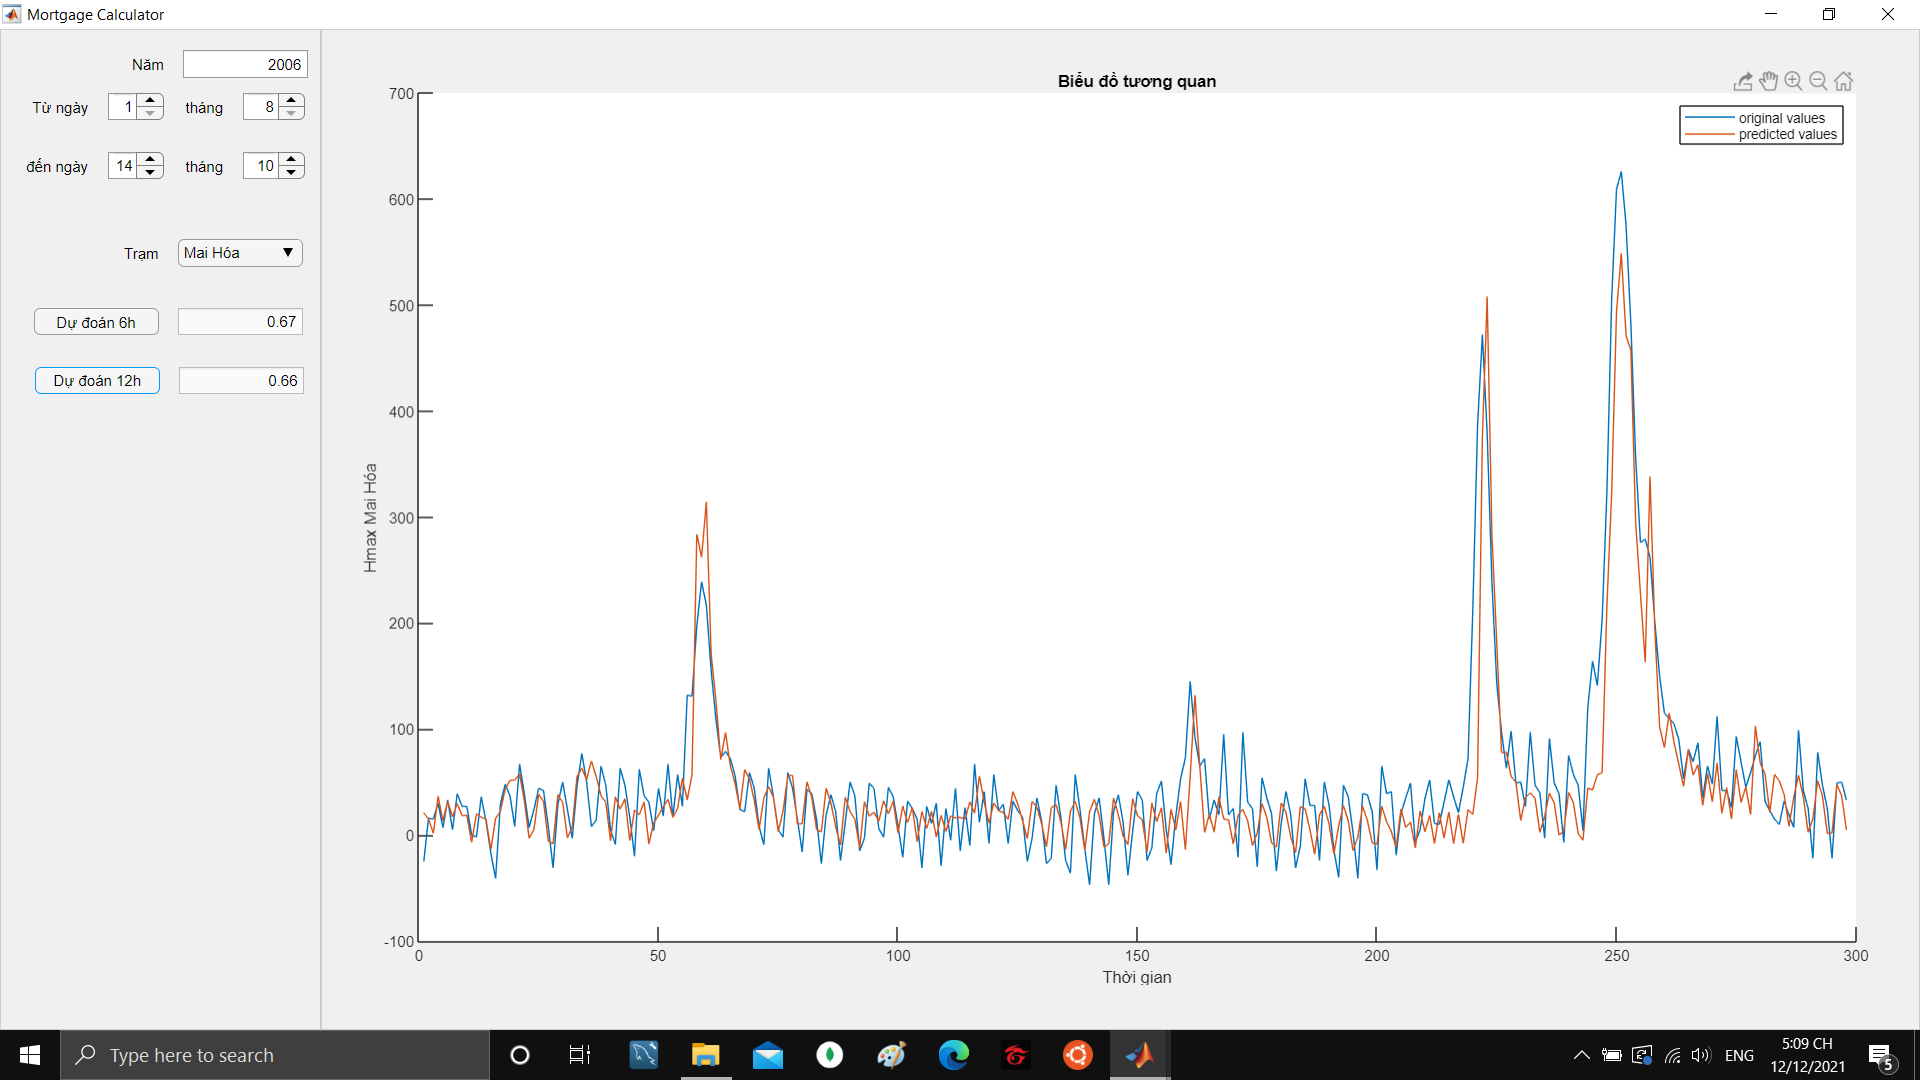 Mortgage Calculator
Năm 2006
Từ ngày 1 tháng 8
đến ngày 14 tháng 10
Trạm Mai Hóa
Dự đoán 6h 0.67
Dự đoán 12h 0.66
Biểu đồ tương quan
original values
predicted values
700
600
500
400
300
200
100
0
-100
Hmax Mai Hóa
0 50 100 150 200 250 300
Thời gian
Type here to search
ENG
5:09 CH
12/12/2021
5